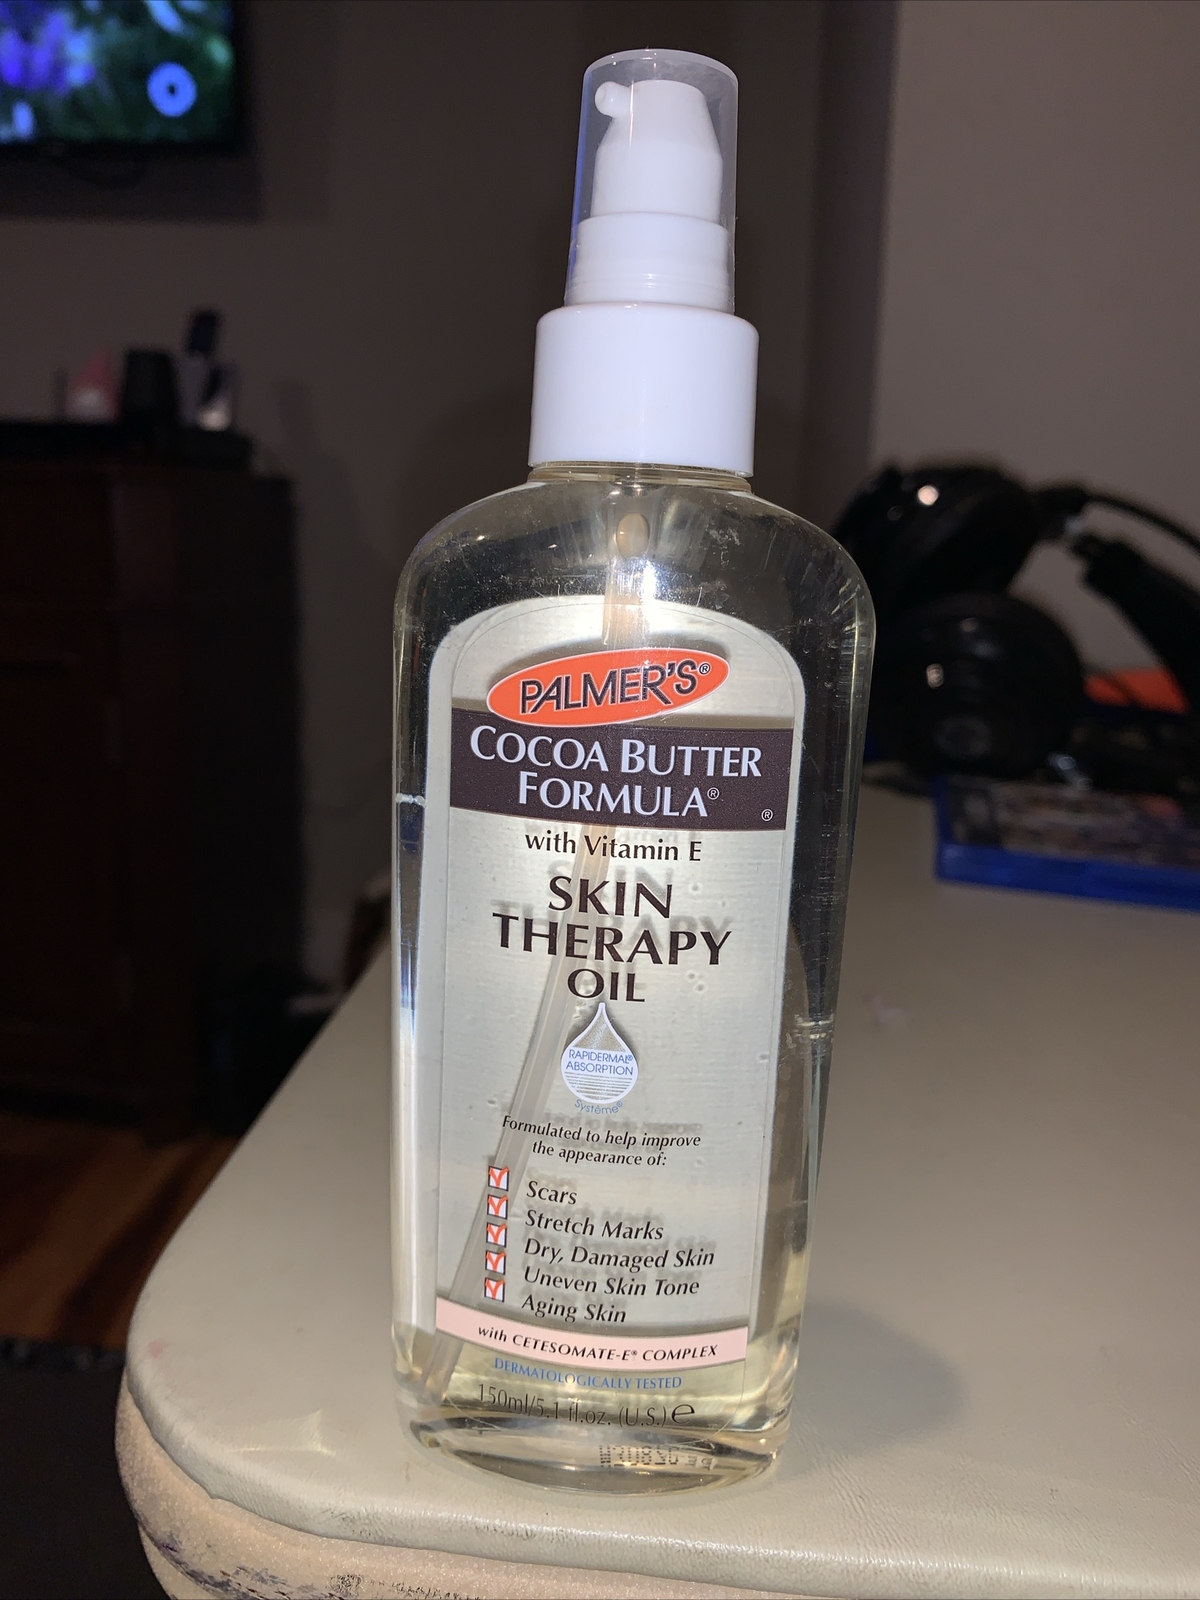 PALMER'S®
COCOA BUTTER
FORMULA®
®
with Vitamin E
SKIN
THERAPY
OIL
RAPIDERMAL®
ABSORPTION
Systéme®
Formulated to help improve
the appearance of:
Scars
Stretch Marks
Dry, Damaged Skin
Uneven Skin Tone
Aging Skin
with CETESOMATE-E® COMPLEX
DERMATOLOGICALLY TESTED
150ml/5.1 fl.oz. (U.S.) ℮